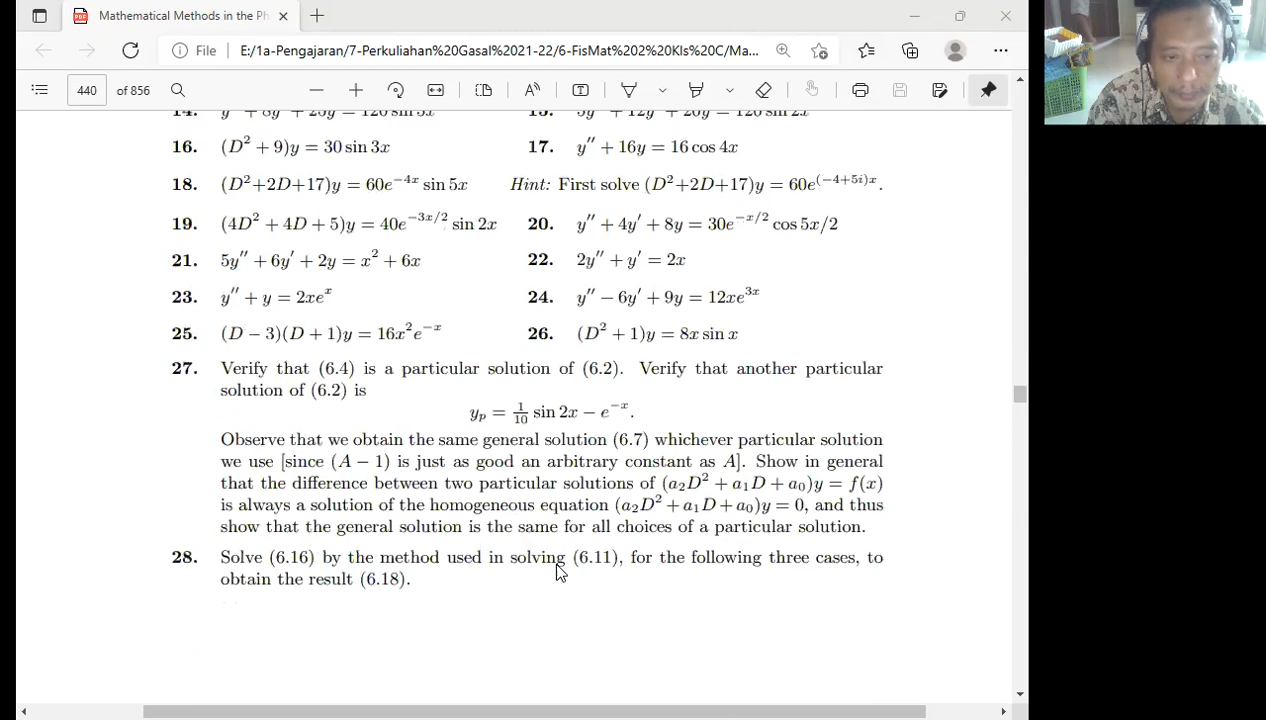 Mathematical Methods in the Ph
File E:/1a-Pengajaran/7-Perkuliahan%20Gasal%2021-22/6-FisMat%202%20Kls%20C/Ma...
440 of 856
16. (D² + 9)y = 30 sin 3x 17. y″ + 16y = 16 cos 4x
18. (D²+2D+17)y = 60e^{−4x} sin 5x Hint: First solve (D²+2D+17)y = 60e^{(−4+5i)x}.
19. (4D² + 4D + 5)y = 40e^{−3x/2} sin 2x 20. y″ + 4y′ + 8y = 30e^{−x/2} cos 5x/2
21. 5y″ + 6y′ + 2y = x² + 6x 22. 2y″ + y′ = 2x
23. y″ + y = 2xe^x 24. y″ − 6y′ + 9y = 12xe^{3x}
25. (D − 3)(D + 1)y = 16x²e^{−x} 26. (D² + 1)y = 8x sin x
27. Verify that (6.4) is a particular solution of (6.2). Verify that another particular
solution of (6.2) is
y_p = 1/10 sin 2x − e^{−x}.
Observe that we obtain the same general solution (6.7) whichever particular solution
we use [since (A − 1) is just as good an arbitrary constant as A]. Show in general
that the difference between two particular solutions of (a₂D² + a₁D + a₀)y = f(x)
is always a solution of the homogeneous equation (a₂D² + a₁D + a₀)y = 0, and thus
show that the general solution is the same for all choices of a particular solution.
28. Solve (6.16) by the method used in solving (6.11), for the following three cases, to
obtain the result (6.18).